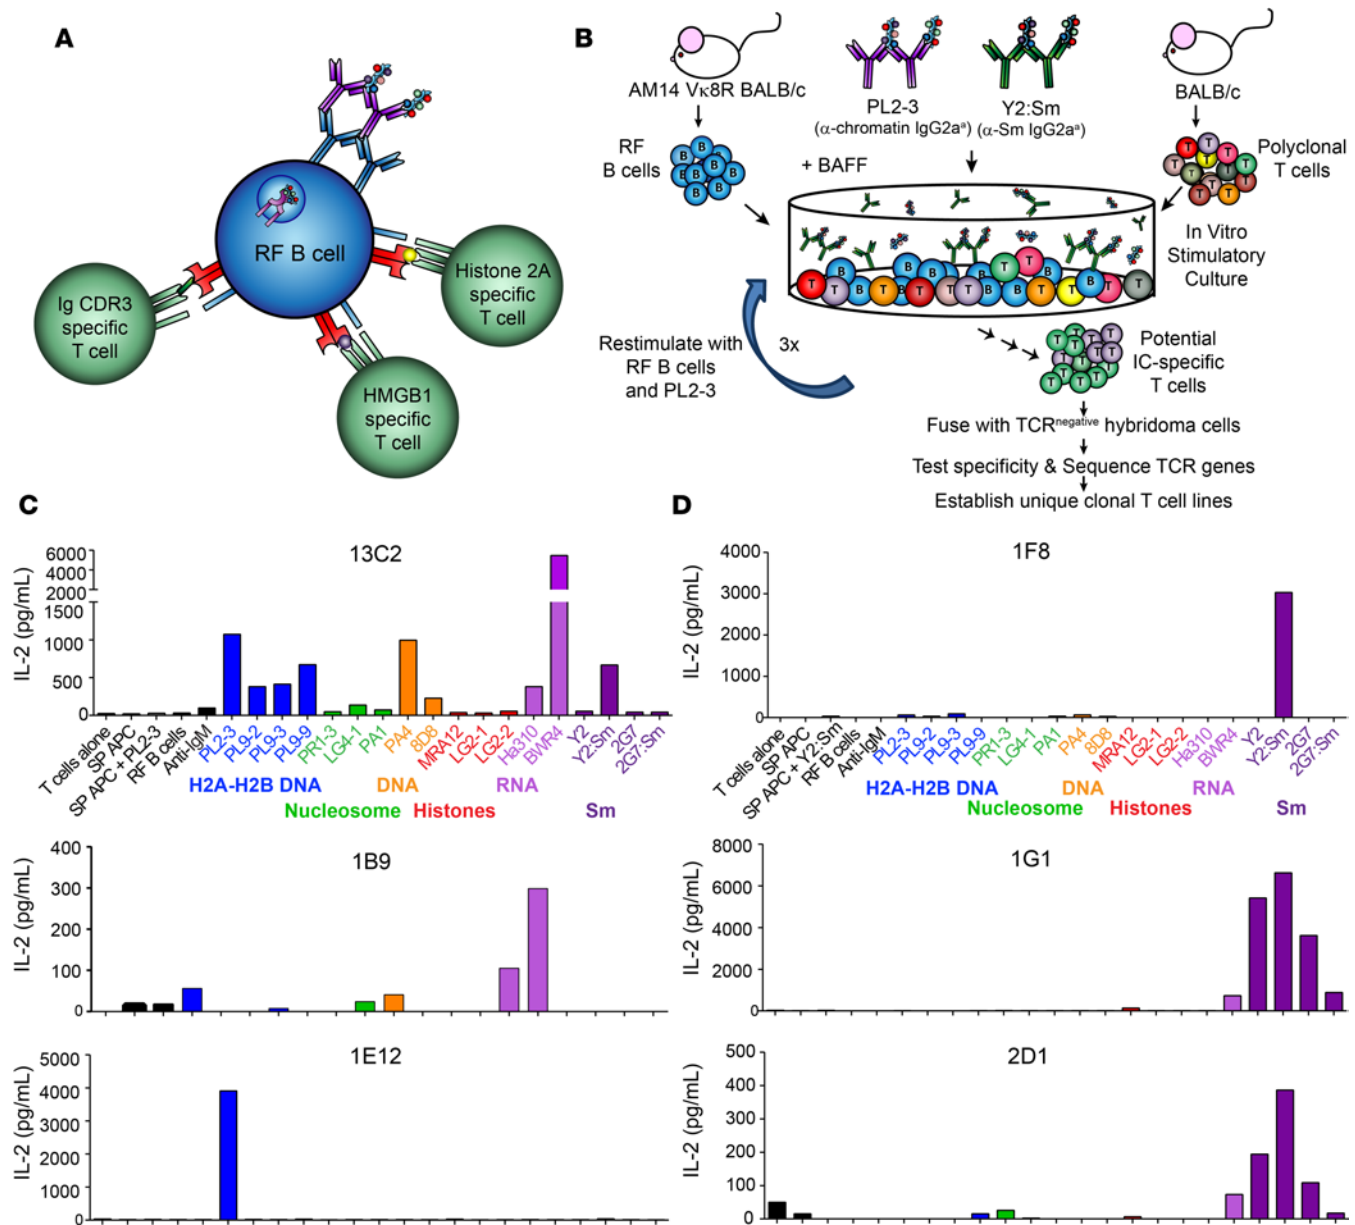 A
RF B cell
Ig CDR3
specific
T cell
Histone 2A
specific
T cell
HMGB1
specific
T cell
B
AM14 Vκ8R BALB/c
PL2-3
(α-chromatin IgG2aᵃ)
Y2:Sm
(α-Sm IgG2aᵃ)
BALB/c
RF
B cells
+ BAFF
Polyclonal
T cells
In Vitro
Stimulatory
Culture
Restimulate with
RF B cells
and PL2-3
3x
Potential
IC-specific
T cells
Fuse with TCRⁿᵉᵍᵃᵗⁱᵛᵉ hybridoma cells
Test specificity & Sequence TCR genes
Establish unique clonal T cell lines
C
13C2
IL-2 (pg/mL)
6000
4000
2000
1500
1000
500
0
T cells alone
SP APC
SP APC + PL2-3
RF B cells
Anti-IgM
PL2-3
PL9-2
PL9-3
PL9-9
PR1-3
LG4-1
PA1
PA4
8D8
MRA12
LG2-1
LG2-2
Ha310
BWR4
Y2
Y2:Sm
2G7
2G7:Sm
H2A-H2B DNA
DNA
RNA
Nucleosome
Histones
Sm
1B9
IL-2 (pg/mL)
400
300
200
100
0
1E12
IL-2 (pg/mL)
5000
4000
3000
2000
1000
0
D
1F8
IL-2 (pg/mL)
4000
3000
2000
1000
0
T cells alone
SP APC
SP APC + Y2:Sm
RF B cells
Anti-IgM
PL2-3
PL9-2
PL9-3
PL9-9
PR1-3
LG4-1
PA1
PA4
8D8
MRA12
LG2-1
LG2-2
Ha310
BWR4
Y2
Y2:Sm
2G7
2G7:Sm
H2A-H2B DNA
DNA
RNA
Nucleosome
Histones
Sm
1G1
IL-2 (pg/mL)
8000
6000
4000
2000
0
2D1
IL-2 (pg/mL)
500
400
300
200
100
0